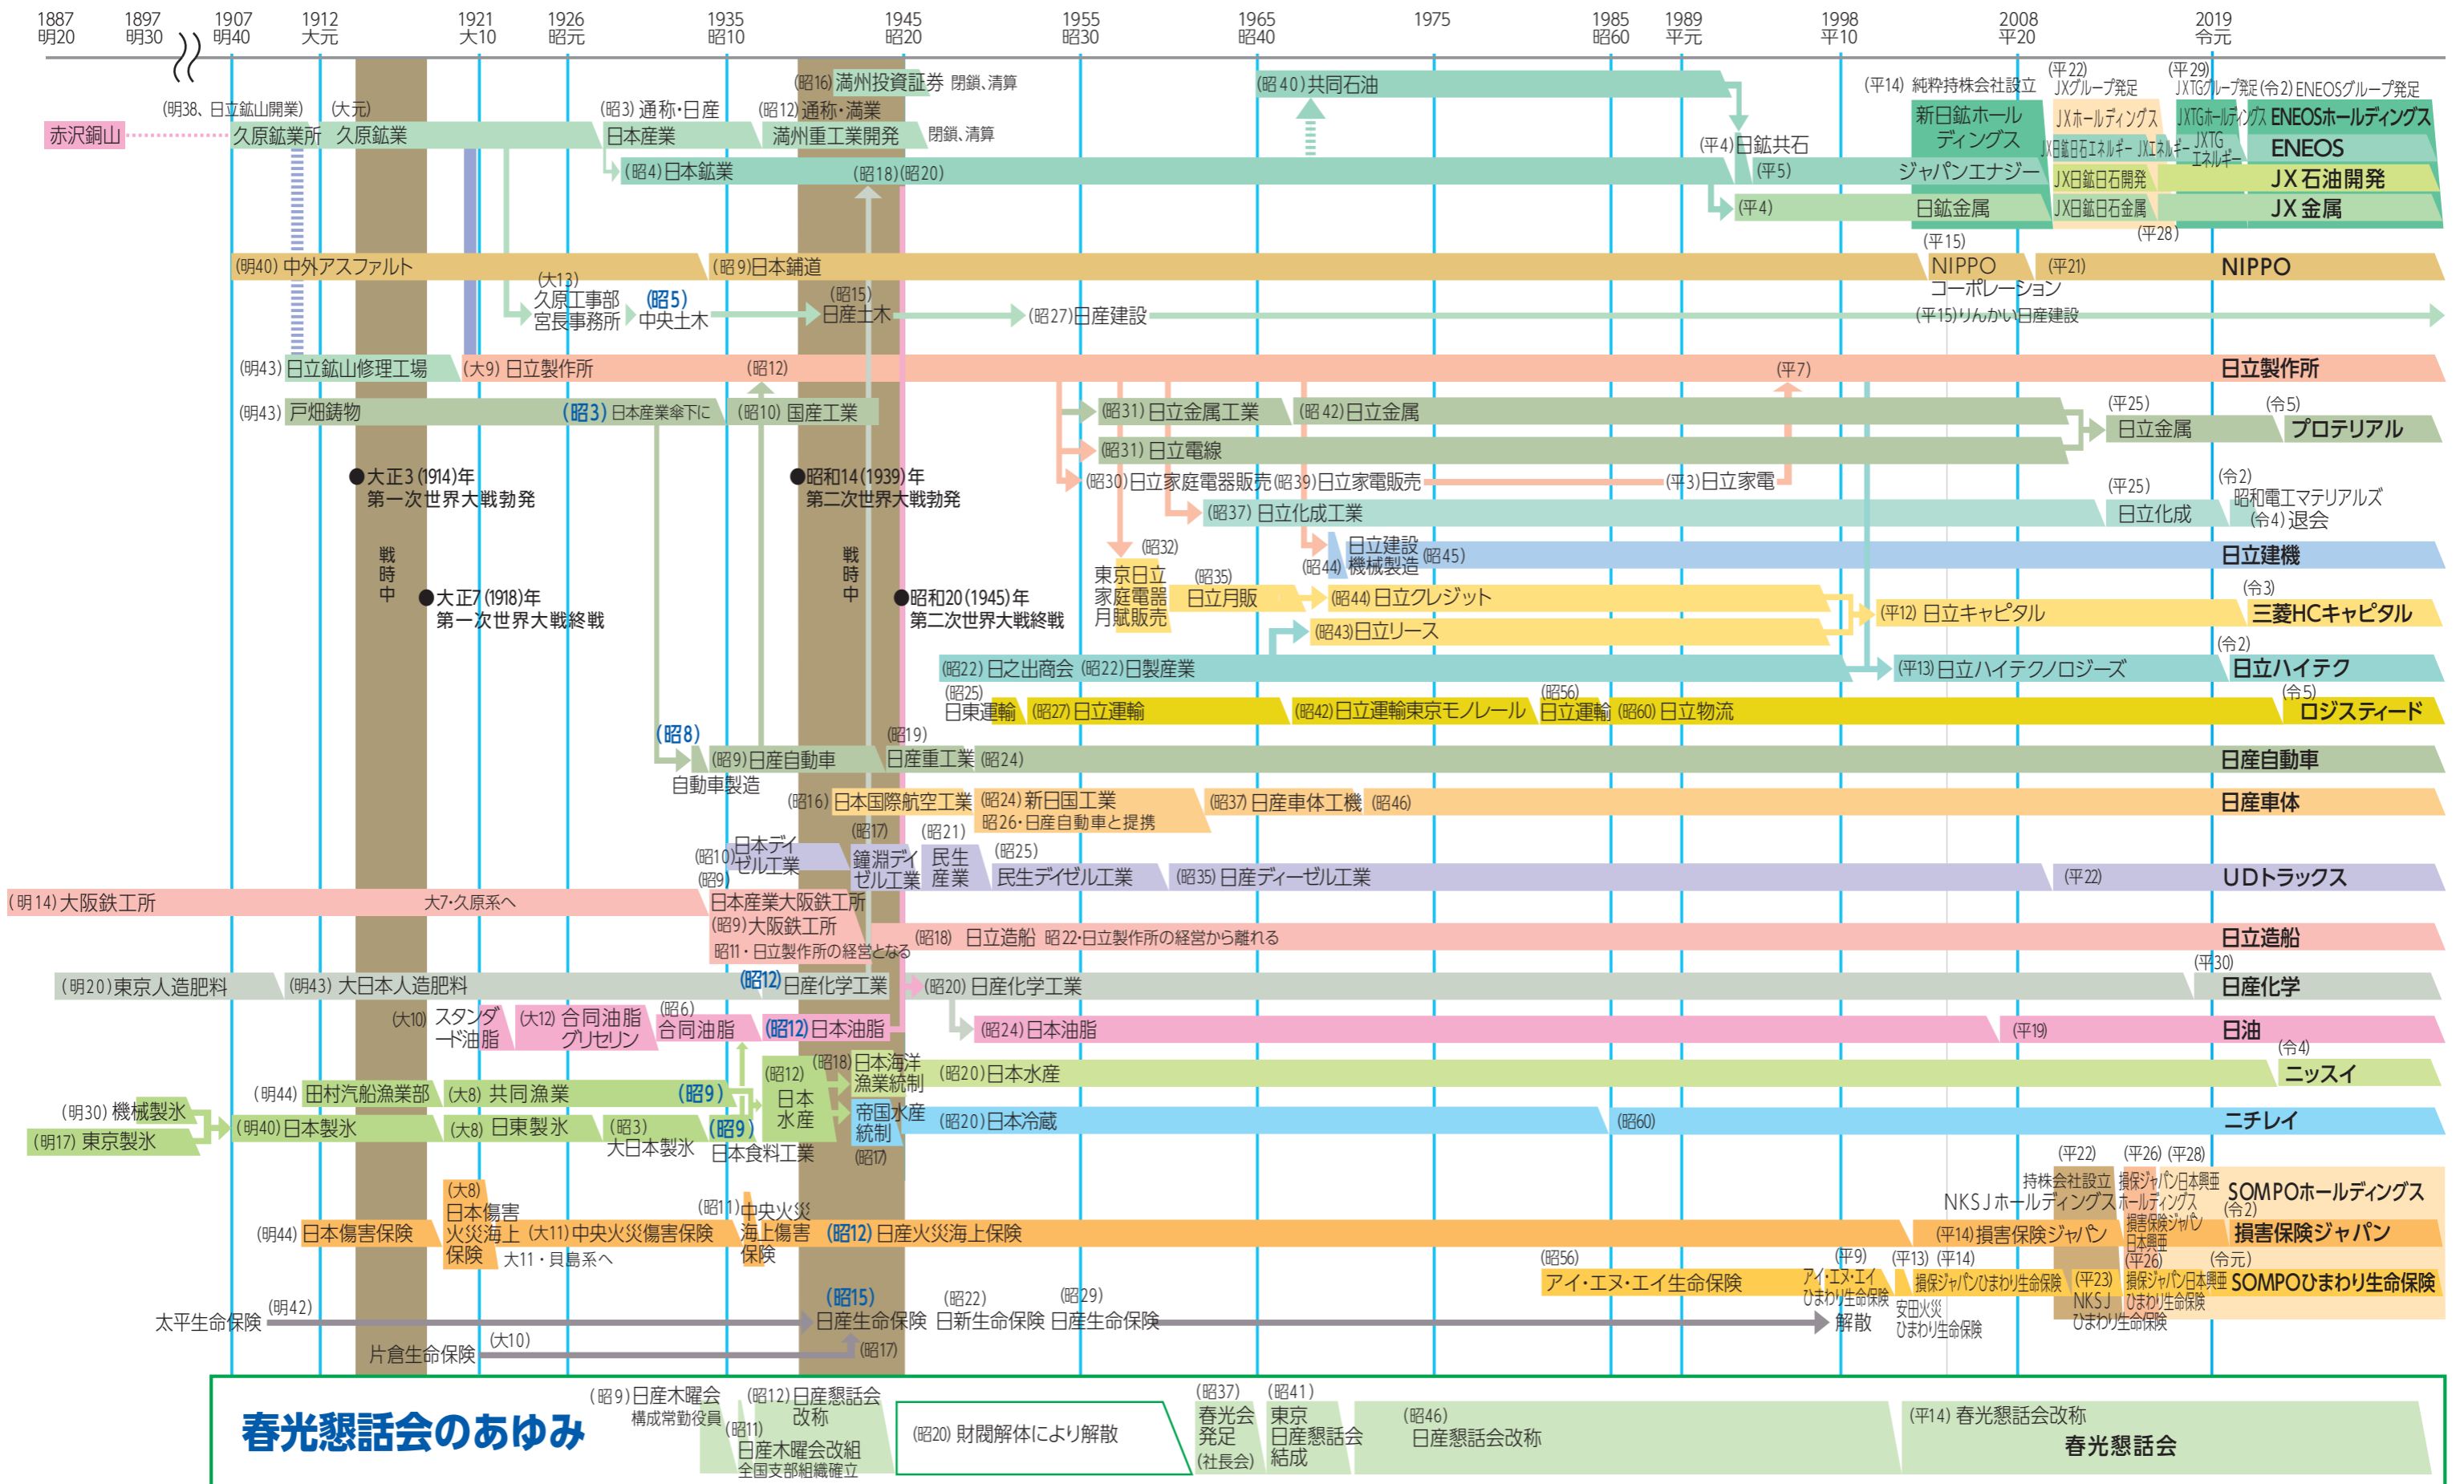 1887 1897 1907 1912 1921 1926 1935 1945 1955 1965 1975 1985 1989 1998 2008 2019
明20 明30 明40 大元 大10 昭元 昭10 昭20 昭30 昭40 昭60 平元 平10 平20 令元
(明38、日立鉱山開業)
(大元)
赤沢銅山
久原鉱業所
久原鉱業
(昭3) 通称・日産
日本産業
(昭12) 通称・満業
満州重工業開発
閉鎖、清算
(昭16) 満州投資証券 閉鎖、清算
(昭4)日本鉱業
(昭18)(昭20)
(昭40)共同石油
(平4)日鉱共石
(平5)
ジャパンエナジー
(平4)
日鉱金属
(平14) 純粋持株会社設立
新日鉱ホール
ディングス
(平22)
JXグループ発足
JXホールディングス
JX日鉱日石エネルギー
JXエネルギー
JX日鉱日石開発
JX日鉱日石金属
(平28)
(平29)
JXTGグループ発足
JXTGホールディングス
JXTG
エネルギー
(令2)ENEOSグループ発足
ENEOSホールディングス
ENEOS
JX石油開発
JX金属
(明40) 中外アスファルト
(昭9)日本鋪道
(平15)
NIPPO
コーポレーション
(平21)
NIPPO
(大13)
久原工事部
宮長事務所
(昭5)
中央土木
(昭15)
日産土木
(昭27)日産建設
(平15)りんかい日産建設
(明43) 日立鉱山修理工場
(大9) 日立製作所
(昭12)
(平7)
日立製作所
(明43) 戸畑鋳物
(昭3) 日本産業傘下に
(昭10) 国産工業
(昭31)日立金属工業
(昭42)日立金属
(平25)
日立金属
(令5)
プロテリアル
(昭31) 日立電線
(昭30)日立家庭電器販売
(昭39)日立家電販売
(平3)日立家電
(昭37) 日立化成工業
(平25)
日立化成
(令2)
昭和電工マテリアルズ
(令4)退会
●大正3(1914)年
第一次世界大戦勃発
●昭和14(1939)年
第二次世界大戦勃発
戦時中
戦時中
●大正7(1918)年
第一次世界大戦終戦
●昭和20(1945)年
第二次世界大戦終戦
(昭44)
日立建設
機械製造
(昭45)
日立建機
(昭32)
東京日立
家庭電器
月賦販売
(昭35)
日立月販
(昭44)日立クレジット
(昭43)日立リース
(平12) 日立キャピタル
(令3)
三菱HCキャピタル
(昭22) 日之出商会 (昭22)日製産業
(平13)日立ハイテクノロジーズ
(令2)
日立ハイテク
(昭25)
日東運輸
(昭27)日立運輸
(昭42)日立運輸東京モノレール
(昭56)
日立運輸
(昭60)日立物流
(令5)
ロジスティード
(昭8)
自動車製造
(昭9)日産自動車
(昭19)
日産重工業
(昭24)
日産自動車
(昭16) 日本国際航空工業
(昭24)新日国工業
昭26・日産自動車と提携
(昭37)日産車体工機
(昭46)
日産車体
(昭10)
日本デイ
ゼル工業
(昭17)
鐘淵デイ
ゼル工業
(昭21)
民生
産業
(昭25)
民生デイゼル工業
(昭35)日産ディーゼル工業
(平22)
UDトラックス
(明14)大阪鉄工所
大7・久原系へ
(昭9)
日本産業大阪鉄工所
(昭9)大阪鉄工所
昭11・日立製作所の経営となる
(昭18) 日立造船 昭22・日立製作所の経営から離れる
日立造船
(明20)東京人造肥料
(明43) 大日本人造肥料
(昭12) 日産化学工業
(昭20)日産化学工業
(平30)
日産化学
(大10)
スタンダ
ード油脂
(大12) 合同油脂
グリセリン
(昭6)
合同油脂
(昭12)日本油脂
(昭24)日本油脂
(平19)
日油
(明44) 田村汽船漁業部
(大8) 共同漁業
(昭9)
(昭12)
日本
水産
(昭18)日本海洋
漁業統制
(昭20)日本水産
(令4)
ニッスイ
(明30)機械製氷
(明17)東京製氷
(明40)日本製氷
(大8) 日東製氷
(昭3)
大日本製氷
(昭9)
日本食料工業
帝国水産
統制
(昭17)
(昭20)日本冷蔵
(昭60)
ニチレイ
(明44) 日本傷害保険
(大8)
日本傷害
火災海上
保険
(大11)中央火災傷害保険
大11・貝島系へ
(昭11)
中央火災
海上傷害
保険
(昭12)日産火災海上保険
(平14)損害保険ジャパン
(平22)
持株会社設立
NKSJホールディングス
(平26)(平28)
損保ジャパン日本興亜
ホールディングス
損害保険ジャパン
日本興亜
(平26)
SOMPOホールディングス
(令2)
損害保険ジャパン
(昭56)
アイ・エヌ・エイ生命保険
(平9)
アイ・エヌ・エイ
ひまわり生命保険
(平13)
安田火災
ひまわり生命保険
(平14)
損保ジャパンひまわり生命保険
(平23)
NKSJ
ひまわり生命保険
損保ジャパン日本興亜
ひまわり生命保険
(令元)
SOMPOひまわり生命保険
太平生命保険
(明42)
(昭15)
日産生命保険
(昭22)
日新生命保険
(昭29)
日産生命保険
解散
片倉生命保険
(大10)
(昭17)
春光懇話会のあゆみ
(昭9)日産木曜会
構成常勤役員
(昭11)
日産木曜会改組
全国支部組織確立
(昭12)日産懇話会
改称
(昭20) 財閥解体により解散
(昭37)
春光会
発足
(社長会)
(昭41)
東京
日産懇話会
結成
(昭46)
日産懇話会改称
(平14) 春光懇話会改称
春光懇話会